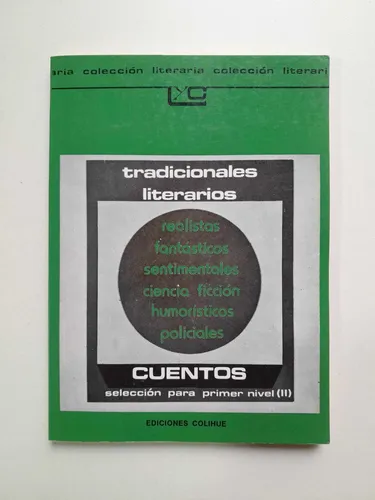 aria colección literaria colección literari
LyC
tradicionales
literarios
realistas
fantásticos
sentimentales
ciencia ficción
humorísticos
policiales
CUENTOS
selección para primer nivel (II)
EDICIONES COLIHUE